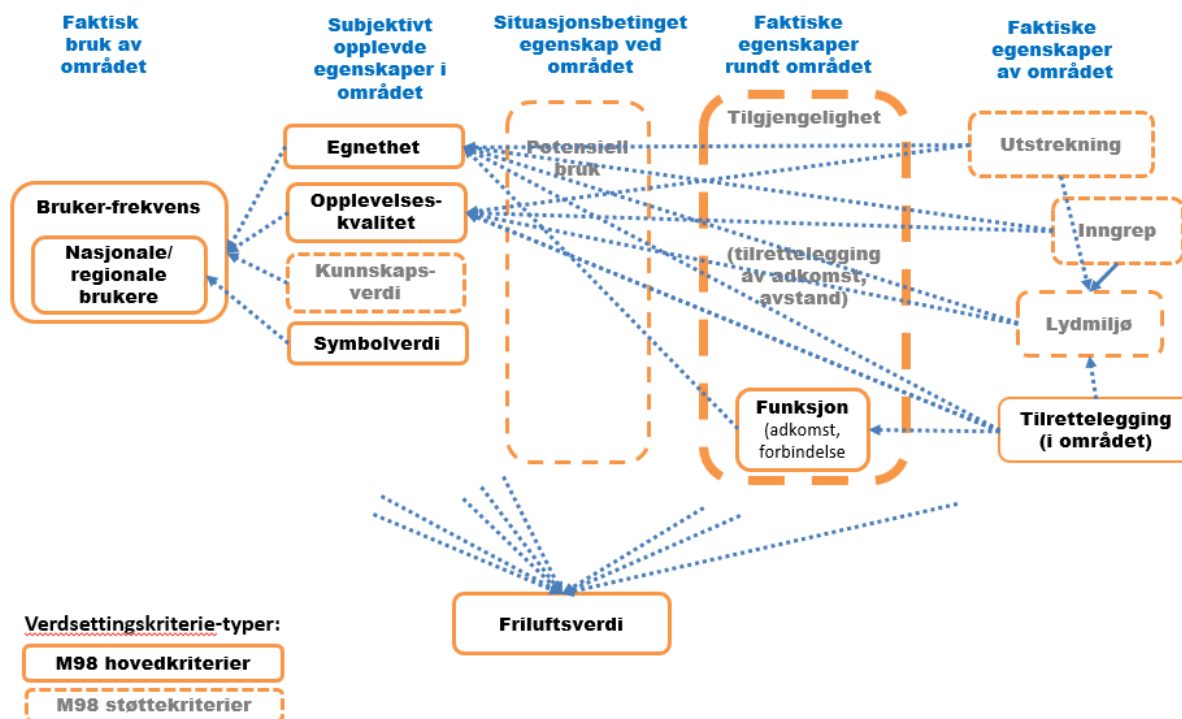 Faktisk
bruk av
området
Subjektivt
opplevde
egenskaper i
området
Situasjonsbetinget
egenskap ved
området
Faktiske
egenskaper
rundt området
Faktiske
egenskaper
av området
Bruker-frekvens
Nasjonale/
regionale
brukere
Egnethet
Opplevelses-
kvalitet
Kunnskaps-
verdi
Symbolverdi
Potensiell
bruk
Tilgjengelighet
(tilrettelegging
av adkomst,
avstand)
Funksjon
(adkomst,
forbindelse
Utstrekning
Inngrep
Lydmiljø
Tilrettelegging
(i området)
Friluftsverdi
Verdsettingskriterie-typer:
M98 hovedkriterier
M98 støttekriterier